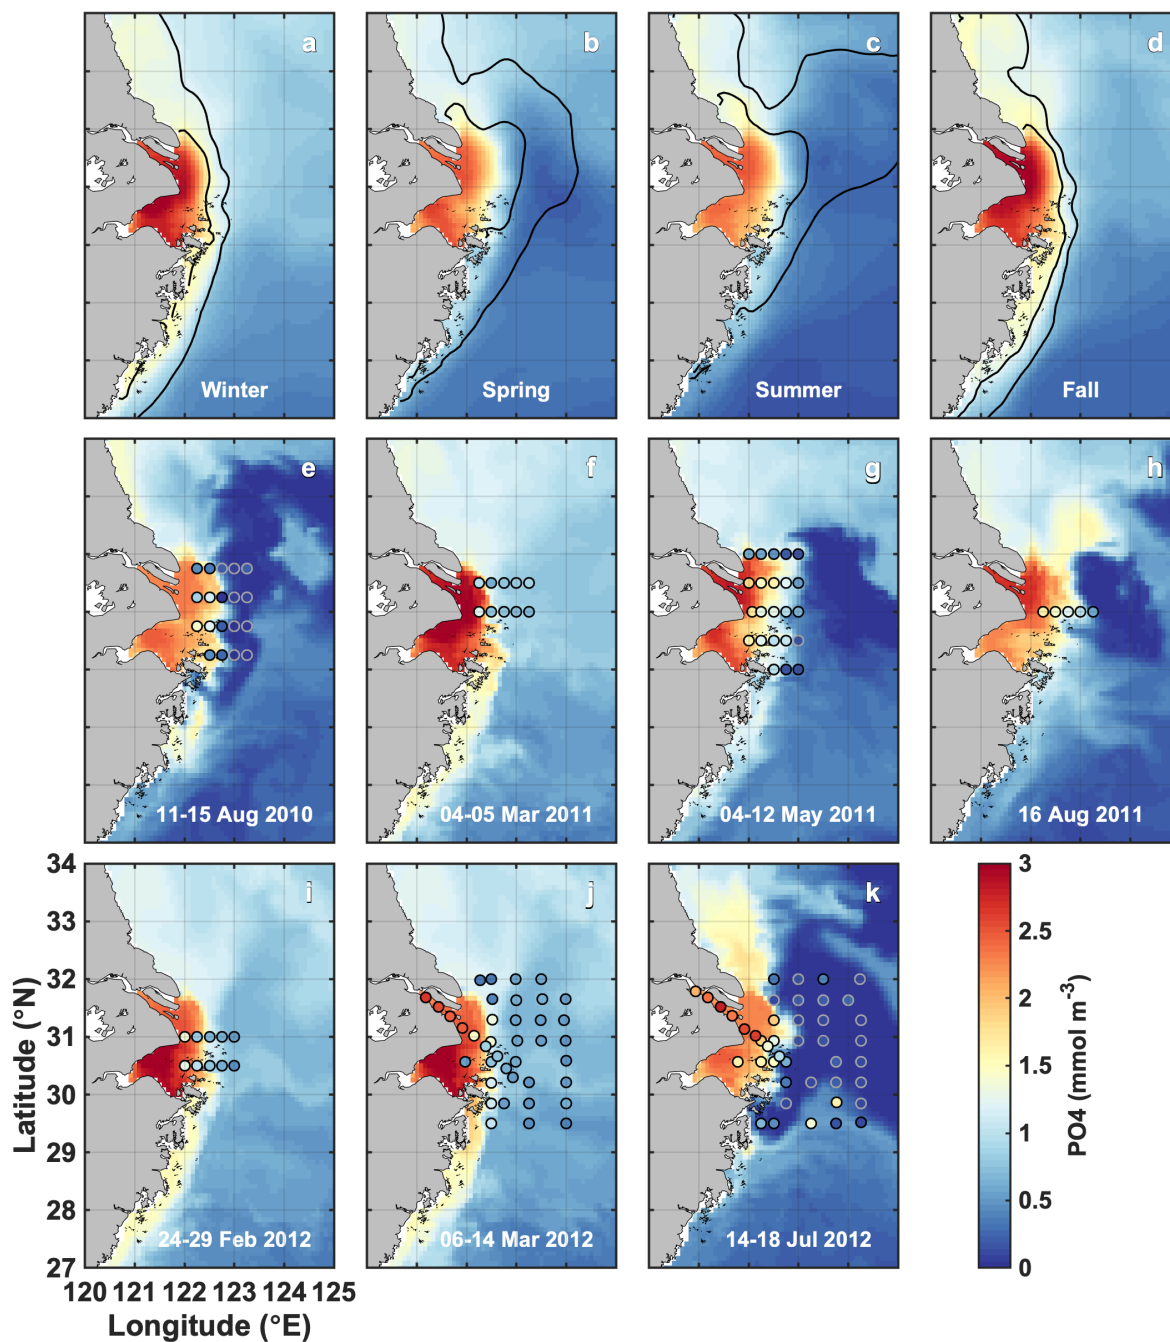 a
b
c
d
Winter
Spring
Summer
Fall
e
f
g
h
11-15 Aug 2010
04-05 Mar 2011
04-12 May 2011
16 Aug 2011
i
j
k
24-29 Feb 2012
06-14 Mar 2012
14-18 Jul 2012
34
33
32
31
30
29
28
27
Latitude (°N)
120 121 122 123 124 125
Longitude (°E)
3
2.5
2
1.5
1
0.5
0
PO4 (mmol m⁻³)